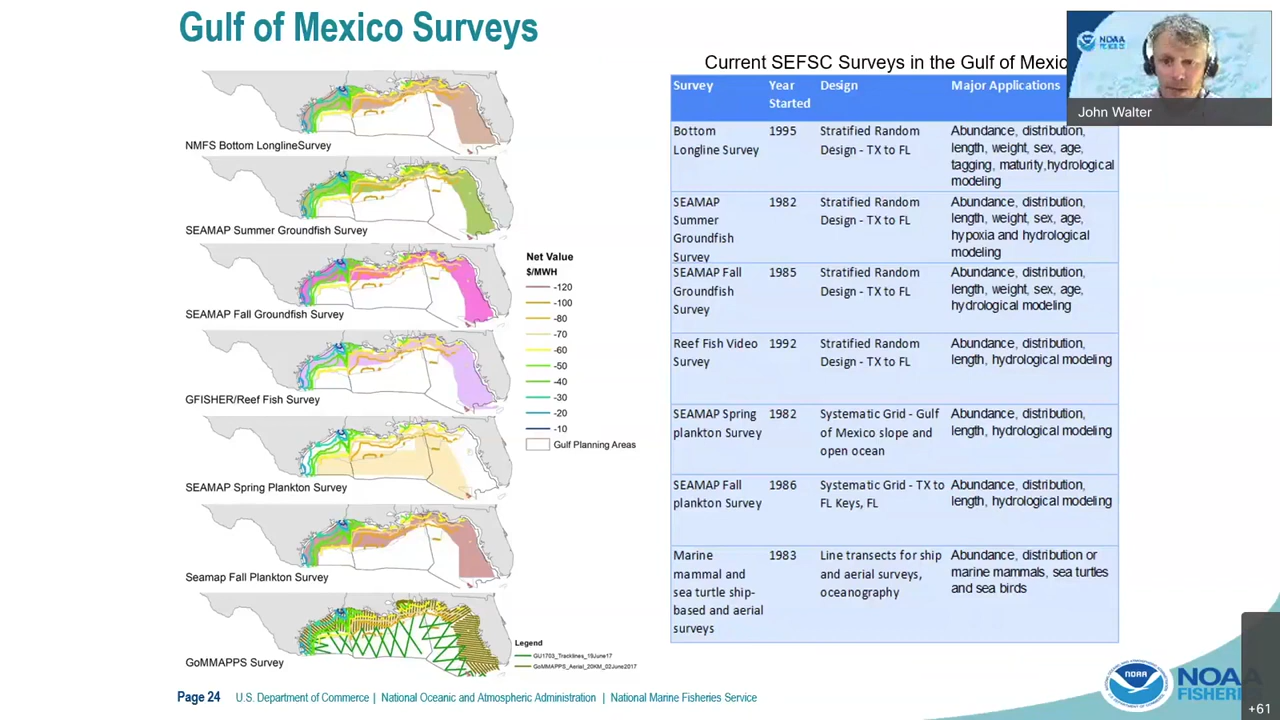 Gulf of Mexico Surveys
NMFS Bottom LonglineSurvey
SEAMAP Summer Groundfish Survey
SEAMAP Fall Groundfish Survey
GFISHER/Reef Fish Survey
SEAMAP Spring Plankton Survey
Seamap Fall Plankton Survey
GoMMAPPS Survey
Net Value
$/MWH
-120
-100
-80
-70
-60
-50
-40
-30
-20
-10
Gulf Planning Areas
Legend
GU1703_Tracklines_19June17
GoMMAPPS_Aerial_20KM_02June2017
Current SEFSC Surveys in the Gulf of Mexic
Survey
Year
Started
Design
Major Applications
Bottom
Longline Survey
1995
Stratified Random
Design - TX to FL
Abundance, distribution,
length, weight, sex, age,
tagging, maturity,hydrological
modeling
SEAMAP
Summer
Groundfish
Survey
1982
Stratified Random
Design - TX to FL
Abundance, distribution,
length, weight, sex, age,
hypoxia and hydrological
modeling
SEAMAP Fall
Groundfish
Survey
1985
Stratified Random
Design - TX to FL
Abundance, distribution,
length, weight, sex, age,
hydrological modeling
Reef Fish Video
Survey
1992
Stratified Random
Design - TX to FL
Abundance, distribution,
length, hydrological modeling
SEAMAP Spring
plankton Survey
1982
Systematic Grid - Gulf
of Mexico slope and
open ocean
Abundance, distribution,
length, hydrological modeling
SEAMAP Fall
plankton Survey
1986
Systematic Grid - TX to
FL Keys, FL
Abundance, distribution,
length, hydrological modeling
Marine
mammal and
sea turtle ship-
based and aerial
surveys
1983
Line transects for ship
and aerial surveys,
oceanography
Abundance, distribution or
marine mammals, sea turtles
and sea birds
NOAA
John Walter
Page 24 U.S. Department of Commerce | National Oceanic and Atmospheric Administration | National Marine Fisheries Service
NOAA
NOAA
FISHERI
+61